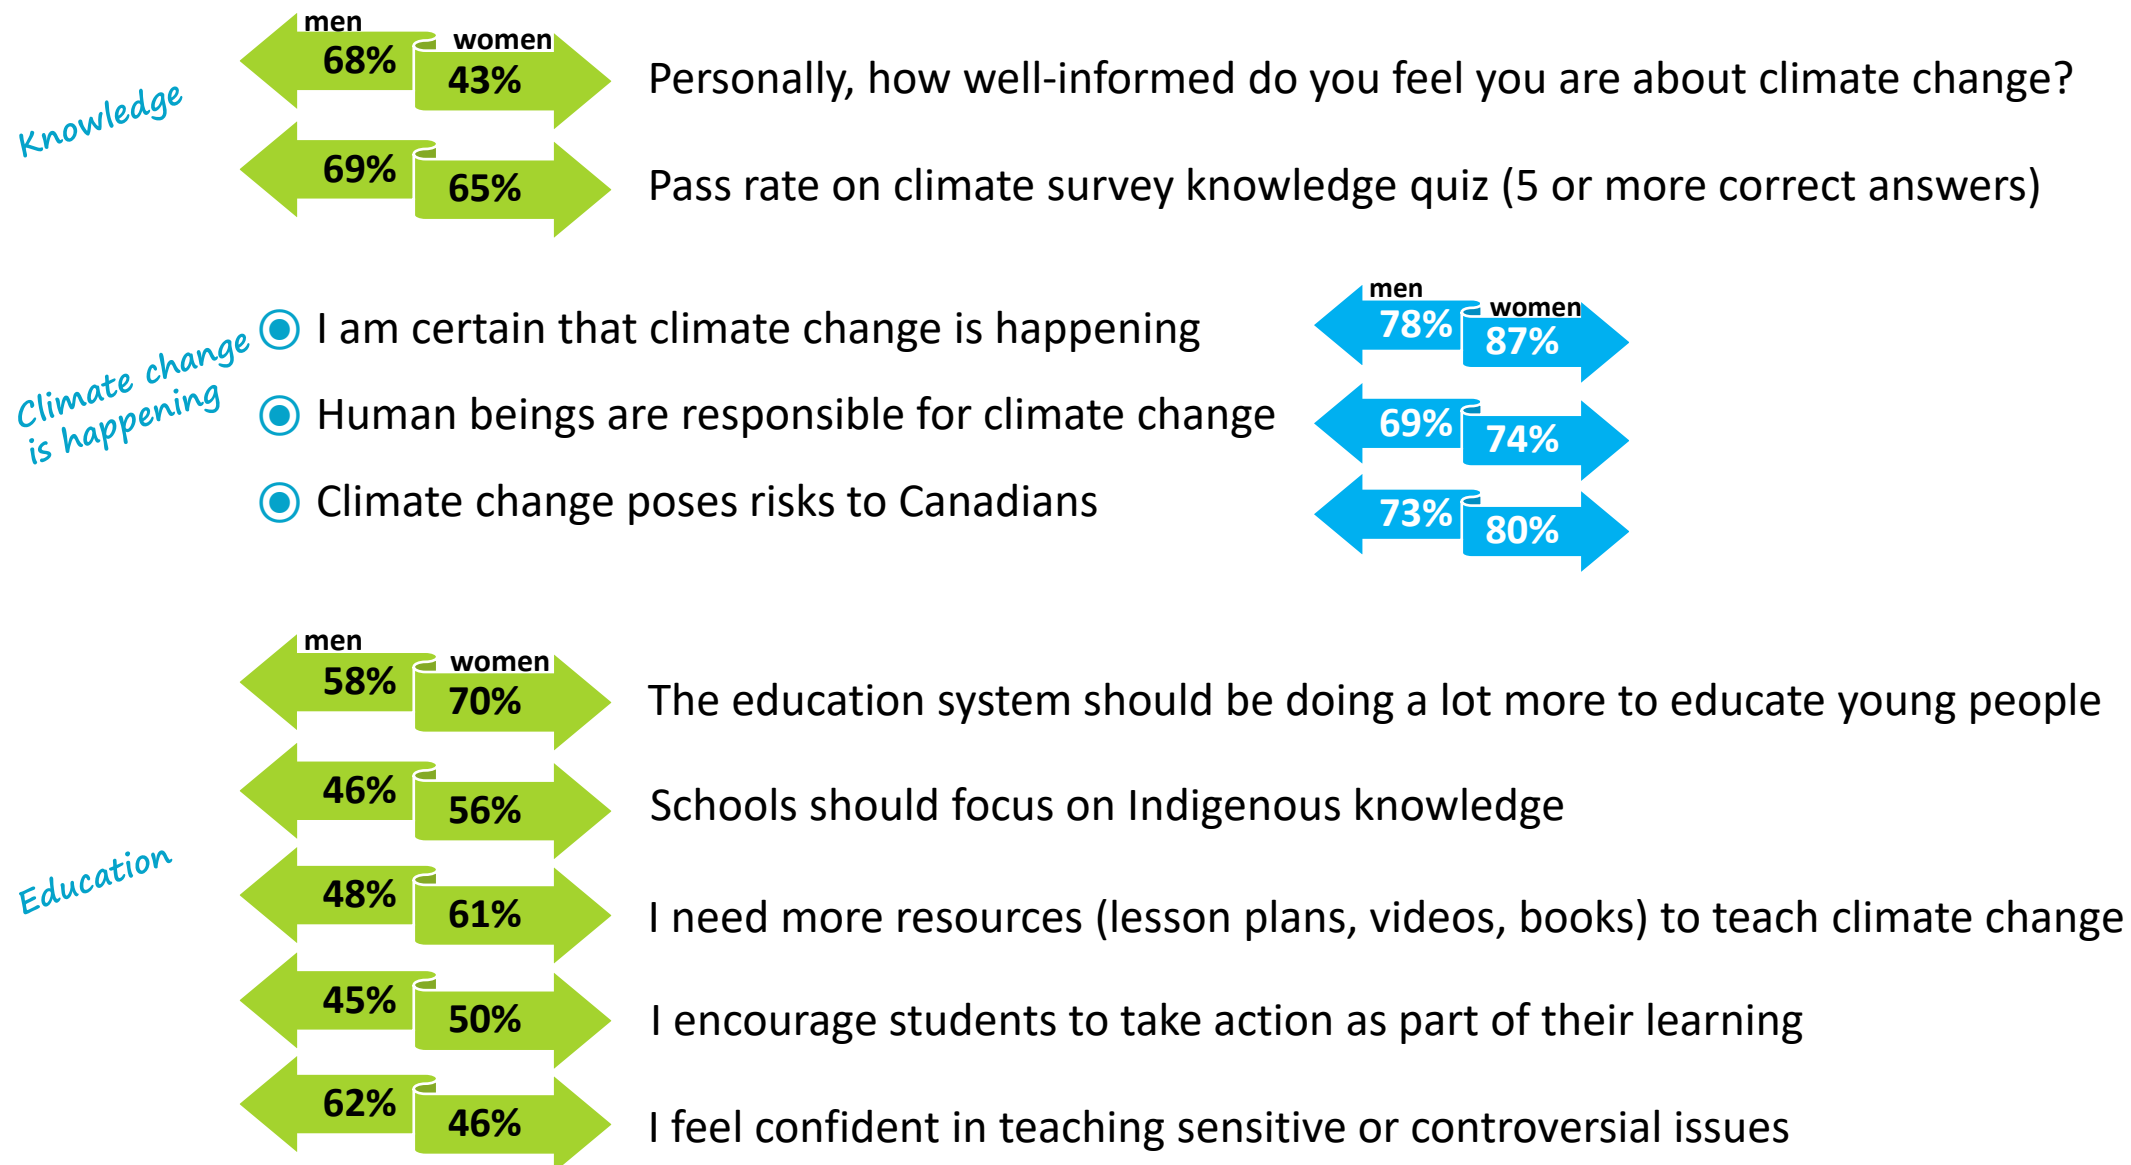 Knowledge
men
women
68%
43%
Personally, how well-informed do you feel you are about climate change?
69%
65%
Pass rate on climate survey knowledge quiz (5 or more correct answers)
Climate change
is happening
men
women
I am certain that climate change is happening
78%
87%
Human beings are responsible for climate change
69%
74%
Climate change poses risks to Canadians
73%
80%
Education
men
women
58%
70%
The education system should be doing a lot more to educate young people
46%
56%
Schools should focus on Indigenous knowledge
48%
61%
I need more resources (lesson plans, videos, books) to teach climate change
45%
50%
I encourage students to take action as part of their learning
62%
46%
I feel confident in teaching sensitive or controversial issues